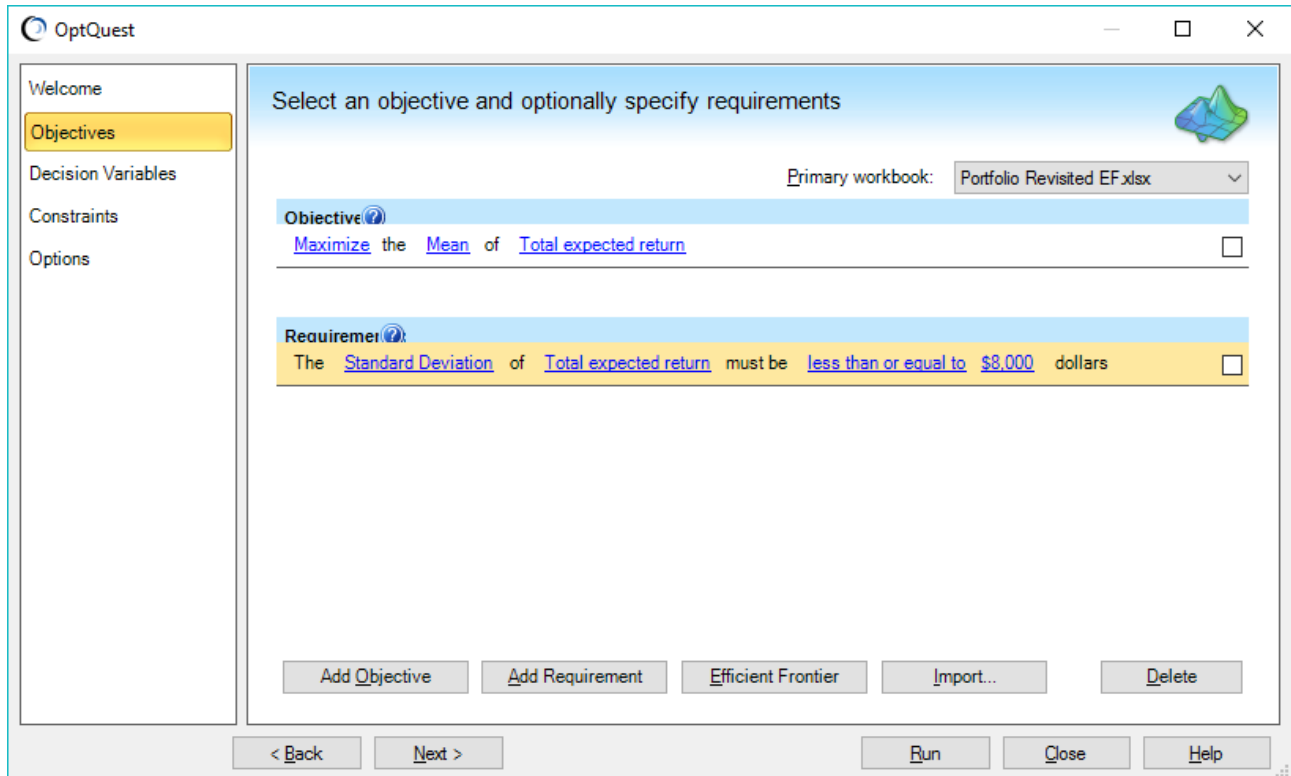 OptQuest
Welcome
Objectives
Decision Variables
Constraints
Options
Select an objective and optionally specify requirements
Primary workbook: Portfolio Revisited EF.xlsx
Objective
Maximize the Mean of Total expected return
Requiremen
The Standard Deviation of Total expected return must be less than or equal to $8,000 dollars
Add Objective Add Requirement Efficient Frontier Import... Delete
< Back Next > Run Close Help